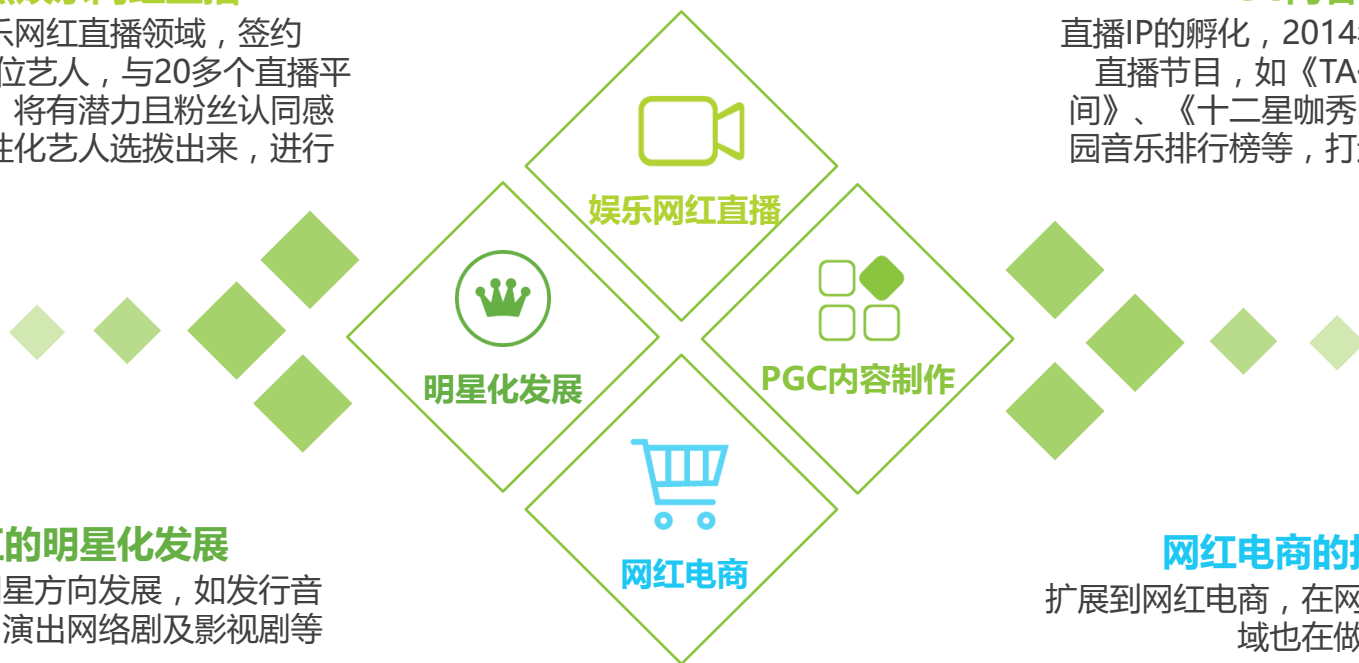 乐网红直播领域，签约
位艺人，与20多个直播平
将有潜力且粉丝认同感
性化艺人选拨出来，进行
直播IP的孵化，2014
直播节目，如《TA
间》、《十二星咖秀
园音乐排行榜等，打
娱乐网红直播
明星化发展
PGC内容制作
网红电商
的明星化发展
明星方向发展，如发行音
演出网络剧及影视剧等
网红电商的
扩展到网红电商，在网
域也在做